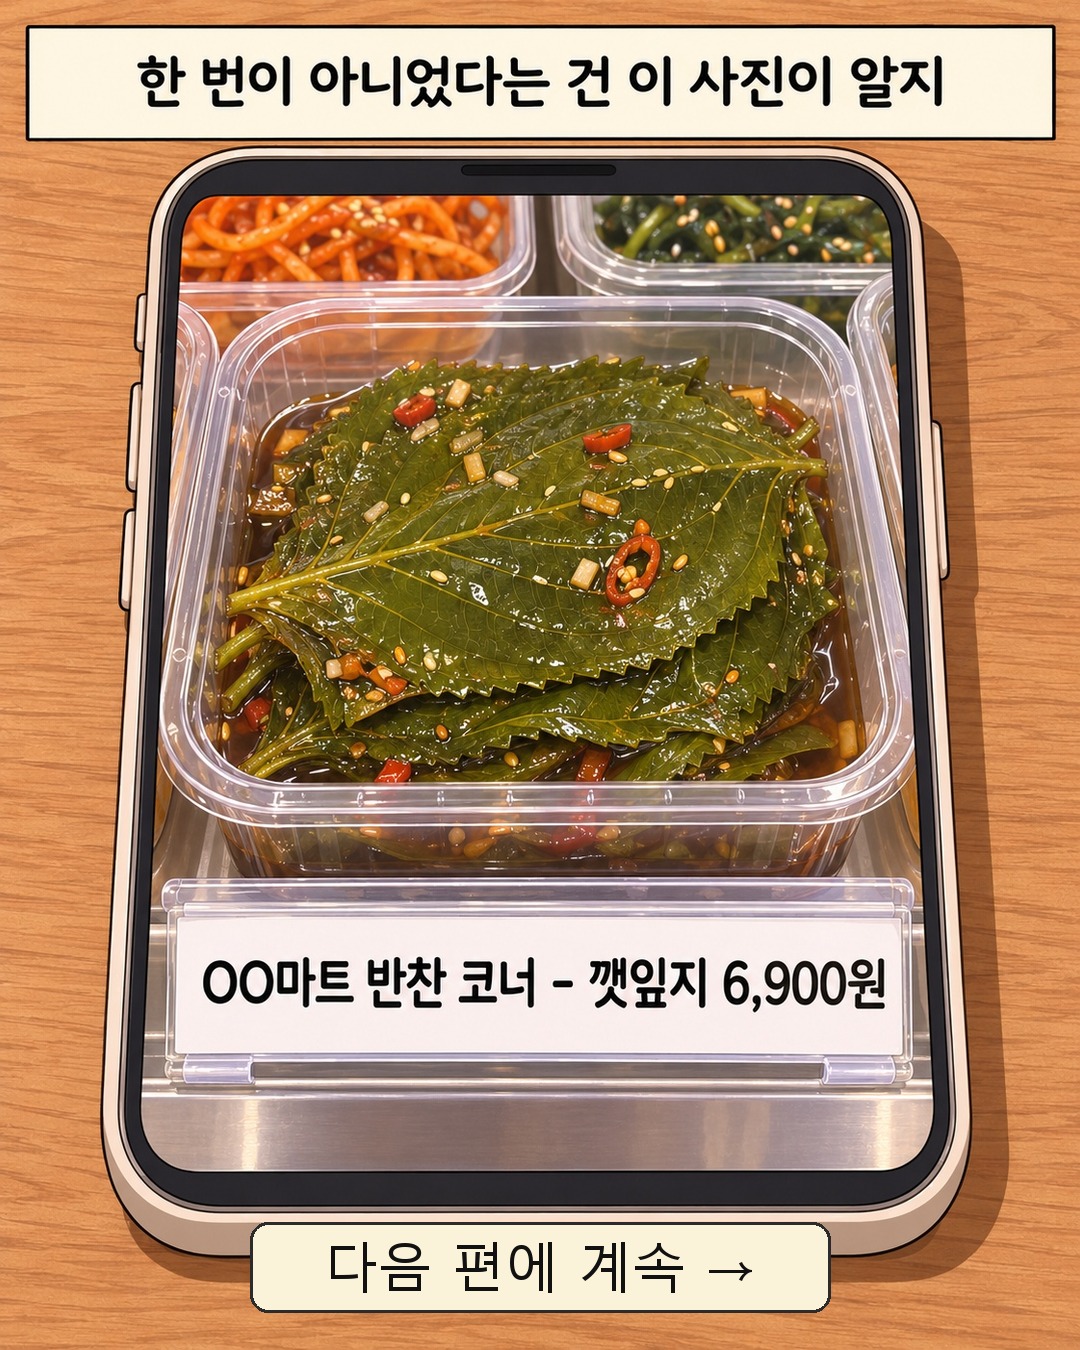 한 번이 아니었다는 건 이 사진이 알지
OO마트 반찬 코너 - 깻잎지 6,900원
다음 편에 계속 →